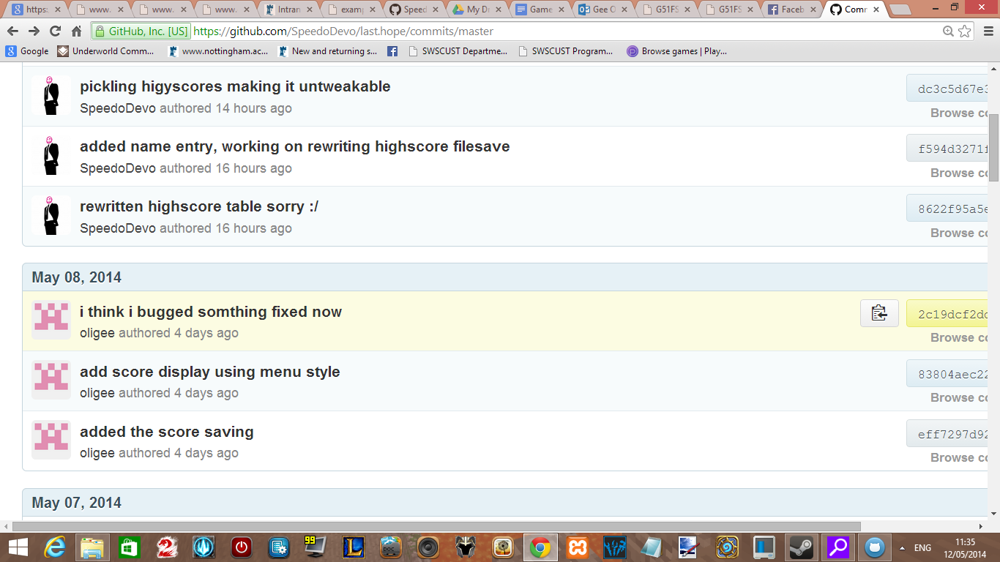 https:
www.
www.
www.
Intran
examp
Speed
My Dr
Game
Gee O
G51FS
G51FS
Faceb
Comm
GitHub, Inc. [US] https://github.com/SpeedoDevo/last.hope/commits/master
Google Underworld Comm... www.nottingham.ac... New and returning s... SWSCUST Departme... SWSCUST Program... Browse games | Play...
pickling higyscores making it untweakable
dc3c5d67e3
SpeedoDevo authored 14 hours ago
Browse co
added name entry, working on rewriting highscore filesave
f594d3271f
SpeedoDevo authored 16 hours ago
Browse co
rewritten highscore table sorry :/
8622f95a5e
SpeedoDevo authored 16 hours ago
Browse co
May 08, 2014
i think i bugged somthing fixed now
2c19dcf2dc
oligee authored 4 days ago
Browse co
add score display using menu style
83804aec22
oligee authored 4 days ago
Browse co
added the score saving
eff7297d92
oligee authored 4 days ago
Browse co
May 07, 2014
99
DOC
ENG
11:35
12/05/2014